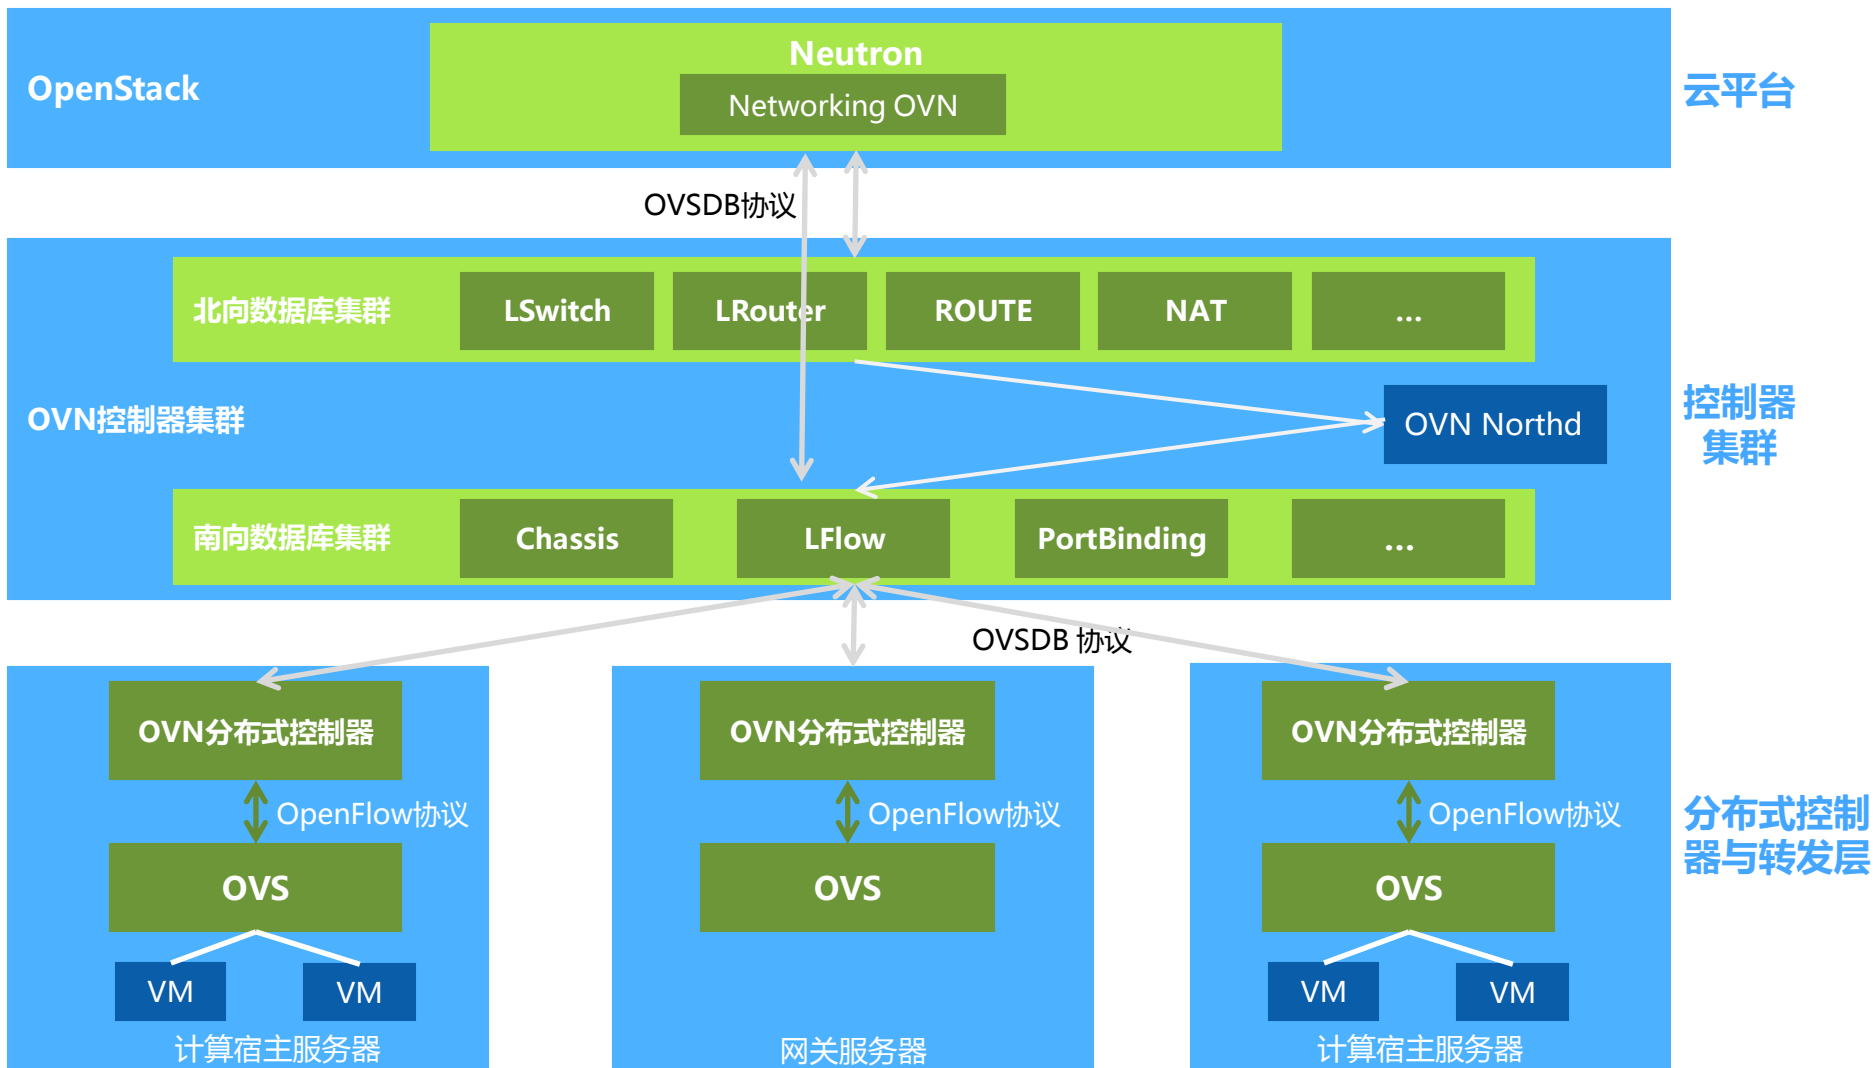 Neutron
OpenStack
Networking OVN
云平台
OVSDB协议
北向数据库集群
LSwitch
LRouter
ROUTE
NAT
...
OVN控制器集群
OVN Northd
控制器
集群
南向数据库集群
Chassis
LFlow
PortBinding
...
OVSDB 协议
OVN分布式控制器
OVN分布式控制器
OVN分布式控制器
OpenFlow协议
OpenFlow协议
OpenFlow协议
分布式控制
器与转发层
OVS
OVS
OVS
VM
VM
VM
VM
计算宿主服务器
网关服务器
计算宿主服务器